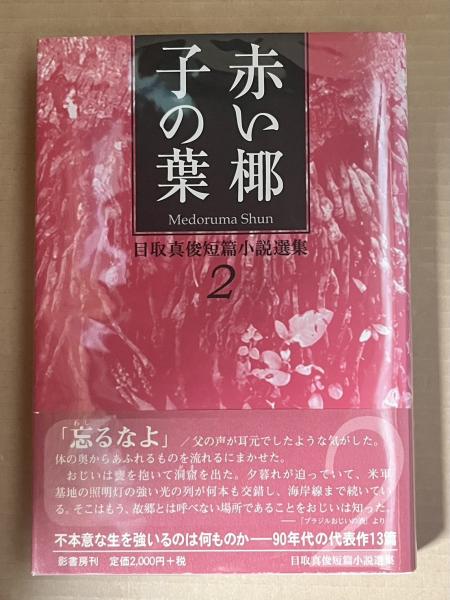 赤い椰
子の葉
Medoruma Shun
目取真俊短篇小説選集
2
「忘るなよ」／父の声が耳元でしたような気がした。
体の奥からあふれるものを流れるにまかせた。
おじいは甕を抱いて洞窟を出た。夕暮れが迫っていて、米軍
基地の照明灯の強い光の列が何本も交錯し、海岸線まで続いてい
る。そこはもう、故郷とは呼べない場所であることをおじいは知った。
──「ブラジルおじいの酒」より
不本意な生を強いるのは何ものか──90年代の代表作13篇
影書房刊 定価2,000円＋税
目取真俊短篇小説選集
2